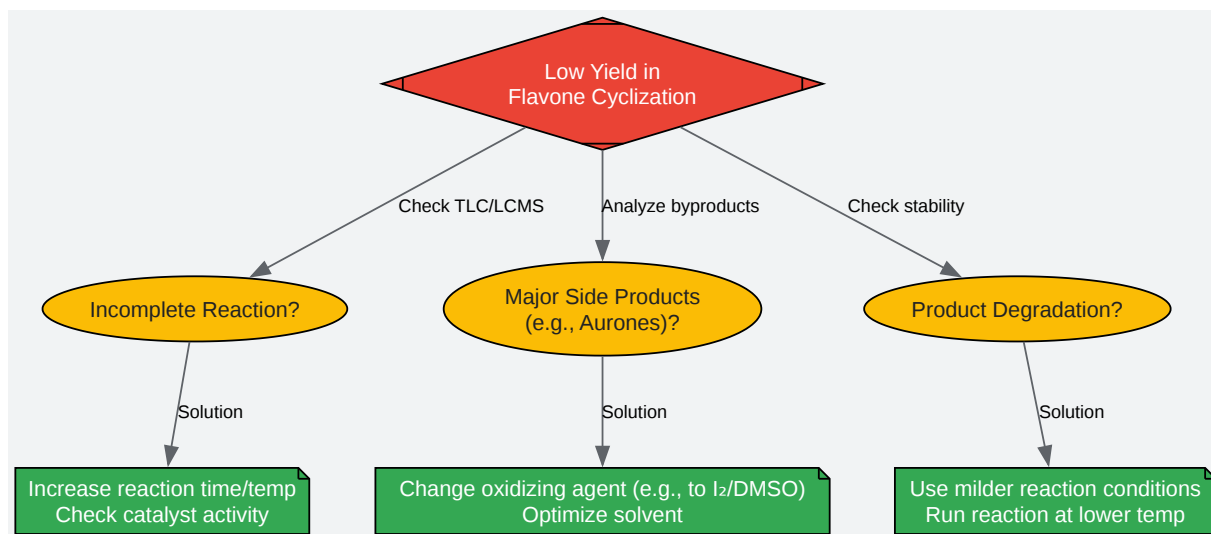 Low Yield in
Flavone Cyclization
Check TLC/LCMS
Analyze byproducts
Check stability
Incomplete Reaction?
Major Side Products
(e.g., Aurones)?
Product Degradation?
Solution
Solution
Solution
Increase reaction time/temp
Check catalyst activity
Change oxidizing agent (e.g., to I₂/DMSO)
Optimize solvent
Use milder reaction conditions
Run reaction at lower temp